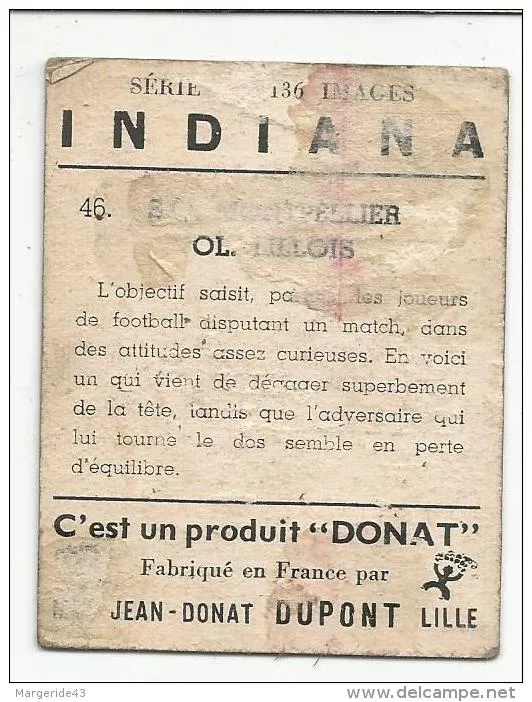 SÉRIE 136 IMAGES
INDIANA
46. MONTPELLIER
OL. LILLOIS
L'objectif saisit, parfois, les joueurs
de football disputant un match, dans
des attitudes assez curieuses. En voici
un qui vient de dégager superbement
de la tête, tandis que l'adversaire qui
lui tourne le dos semble en perte
d'équilibre.
C'est un produit "DONAT"
Fabriqué en France par
JEAN-DONAT DUPONT LILLE
Margeride43
www.delcampe.net